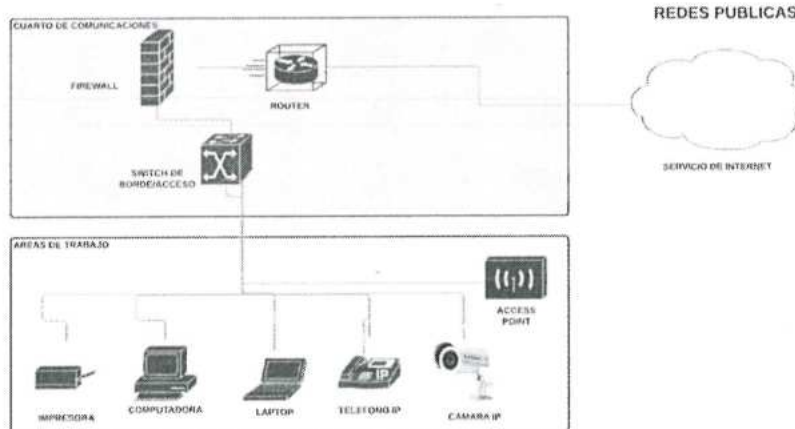 REDES PUBLICAS
CUARTO DE COMUNICACIONES
FIREWALL
ROUTER
SWITCH DE
BORDE/ACCESO
SERVICIO DE INTERNET
AREAS DE TRABAJO
ACCESS
POINT
IMPRESORA
COMPUTADORA
LAPTOP
IP
TELEFONO IP
CAMARA IP